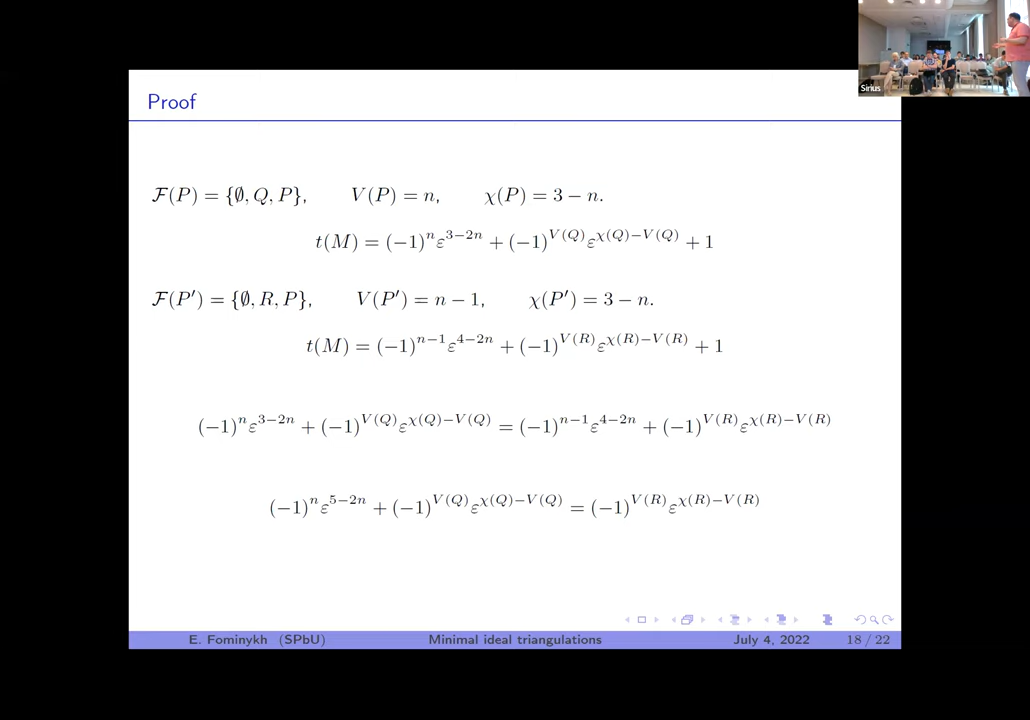 Sirius
Proof
F(P) = {∅, Q, P}, V(P) = n, χ(P) = 3 − n.
t(M) = (−1)^n ε^{3−2n} + (−1)^{V(Q)} ε^{χ(Q)−V(Q)} + 1
F(P′) = {∅, R, P}, V(P′) = n − 1, χ(P′) = 3 − n.
t(M) = (−1)^{n−1} ε^{4−2n} + (−1)^{V(R)} ε^{χ(R)−V(R)} + 1
(−1)^n ε^{3−2n} + (−1)^{V(Q)} ε^{χ(Q)−V(Q)} = (−1)^{n−1} ε^{4−2n} + (−1)^{V(R)} ε^{χ(R)−V(R)}
(−1)^n ε^{5−2n} + (−1)^{V(Q)} ε^{χ(Q)−V(Q)} = (−1)^{V(R)} ε^{χ(R)−V(R)}
E. Fominykh (SPbU) Minimal ideal triangulations July 4, 2022 18 / 22